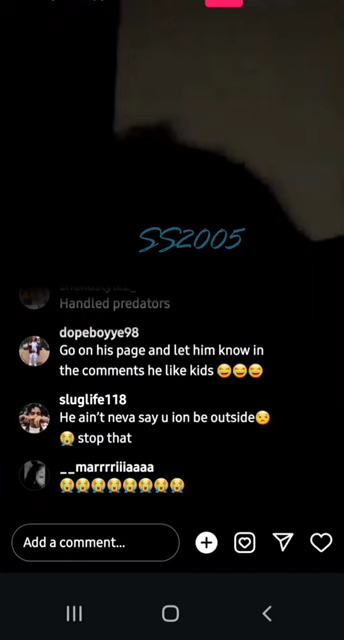 SS2005
Handled predators
dopeboyye98
Go on his page and let him know in
the comments he like kids 😂😂😂
sluglife118
He ain't neva say u ion be outside😒
😭 stop that
__marrrriiiaaaa
😭😭😭😭😭😭😭😭
Add a comment...